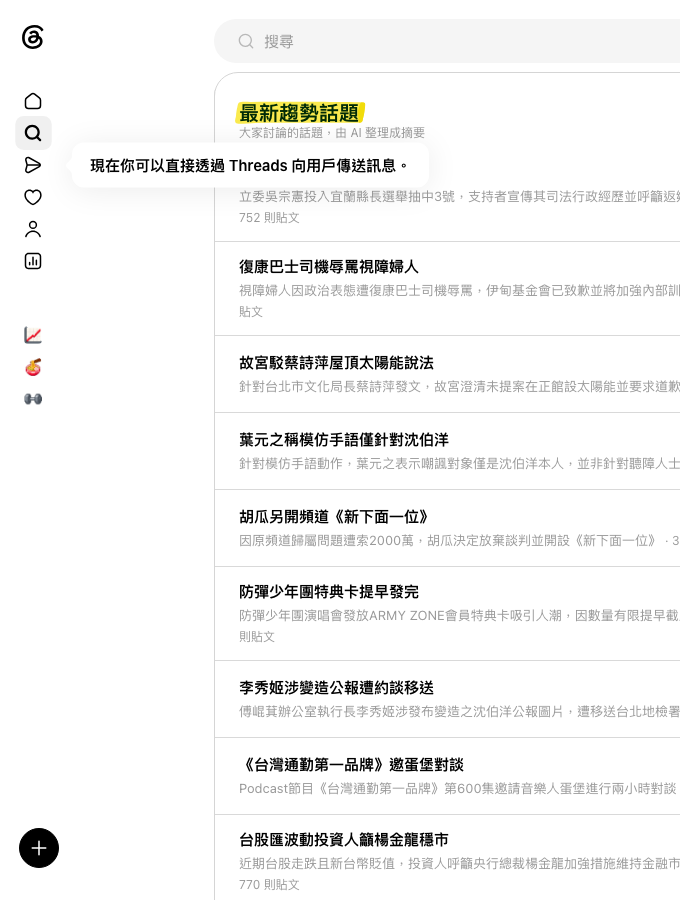 搜尋
最新趨勢話題
大家討論的話題，由 AI 整理成摘要
現在你可以直接透過 Threads 向用戶傳送訊息。
立委吳宗憲投入宜蘭縣長選舉抽中3號，支持者宣傳其司法行政經歷並呼籲返
752 則貼文
復康巴士司機辱罵視障婦人
視障婦人因政治表態遭復康巴士司機辱罵，伊甸基金會已致歉並將加強內部訓
貼文
故宮駁蔡詩萍屋頂太陽能說法
針對台北市文化局長蔡詩萍發文，故宮澄清未提案在正館設太陽能並要求道歉
葉元之稱模仿手語僅針對沈伯洋
針對模仿手語動作，葉元之表示嘲諷對象僅是沈伯洋本人，並非針對聽障人士
胡瓜另開頻道《新下面一位》
因原頻道歸屬問題遭索2000萬，胡瓜決定放棄談判並開設《新下面一位》 · 3
防彈少年團特典卡提早發完
防彈少年團演唱會發放ARMY ZONE會員特典卡吸引人潮，因數量有限提早截
則貼文
李秀姬涉變造公報遭約談移送
傅崐萁辦公室執行長李秀姬涉發布變造之沈伯洋公報圖片，遭移送台北地檢署
《台灣通勤第一品牌》邀蛋堡對談
Podcast節目《台灣通勤第一品牌》第600集邀請音樂人蛋堡進行兩小時對談
台股匯波動投資人籲楊金龍穩市
近期台股走跌且新台幣貶值，投資人呼籲央行總裁楊金龍加強措施維持金融市
770 則貼文